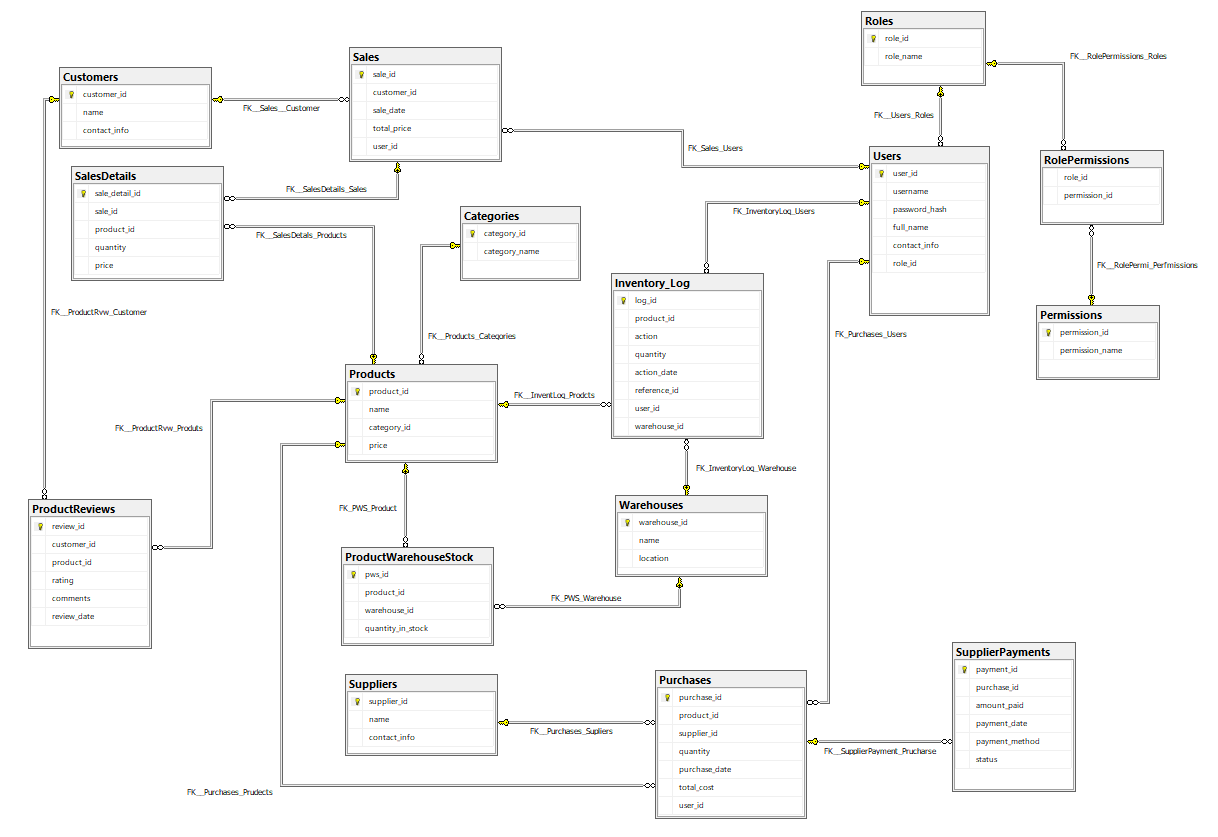 Roles
role_id
role_name
FK__RolePermissions_Roles
Sales
sale_id
customer_id
sale_date
total_price
user_id
Customers
customer_id
name
contact_info
FK__Sales__Customer
FK__Users_Roles
FK_Sales_Users
Users
user_id
username
password_hash
full_name
contact_info
role_id
RolePermissions
role_id
permission_id
SalesDetails
sale_detail_id
sale_id
product_id
quantity
price
FK__SalesDetails_Sales
FK__SalesDetals_Products
Categories
category_id
category_name
FK_InventoryLog_Users
FK__RolePermi_Perfmissions
Inventory_Log
log_id
product_id
action
quantity
action_date
reference_id
user_id
warehouse_id
Permissions
permission_id
permission_name
FK__ProductRvw_Customer
FK__Products_Categories
FK_Purchases_Users
Products
product_id
name
category_id
price
FK__InventLog_Prodcts
FK__ProductRvw_Produts
FK_InventoryLog_Warehouse
ProductReviews
review_id
customer_id
product_id
rating
comments
review_date
FK_PWS_Product
Warehouses
warehouse_id
name
location
ProductWarehouseStock
pws_id
product_id
warehouse_id
quantity_in_stock
FK_PWS_Warehouse
Suppliers
supplier_id
name
contact_info
FK__Purchases_Supliers
Purchases
purchase_id
product_id
supplier_id
quantity
purchase_date
total_cost
user_id
SupplierPayments
payment_id
purchase_id
amount_paid
payment_date
payment_method
status
FK__SupplierPayment_Prucharse
FK__Purchases_Prudects